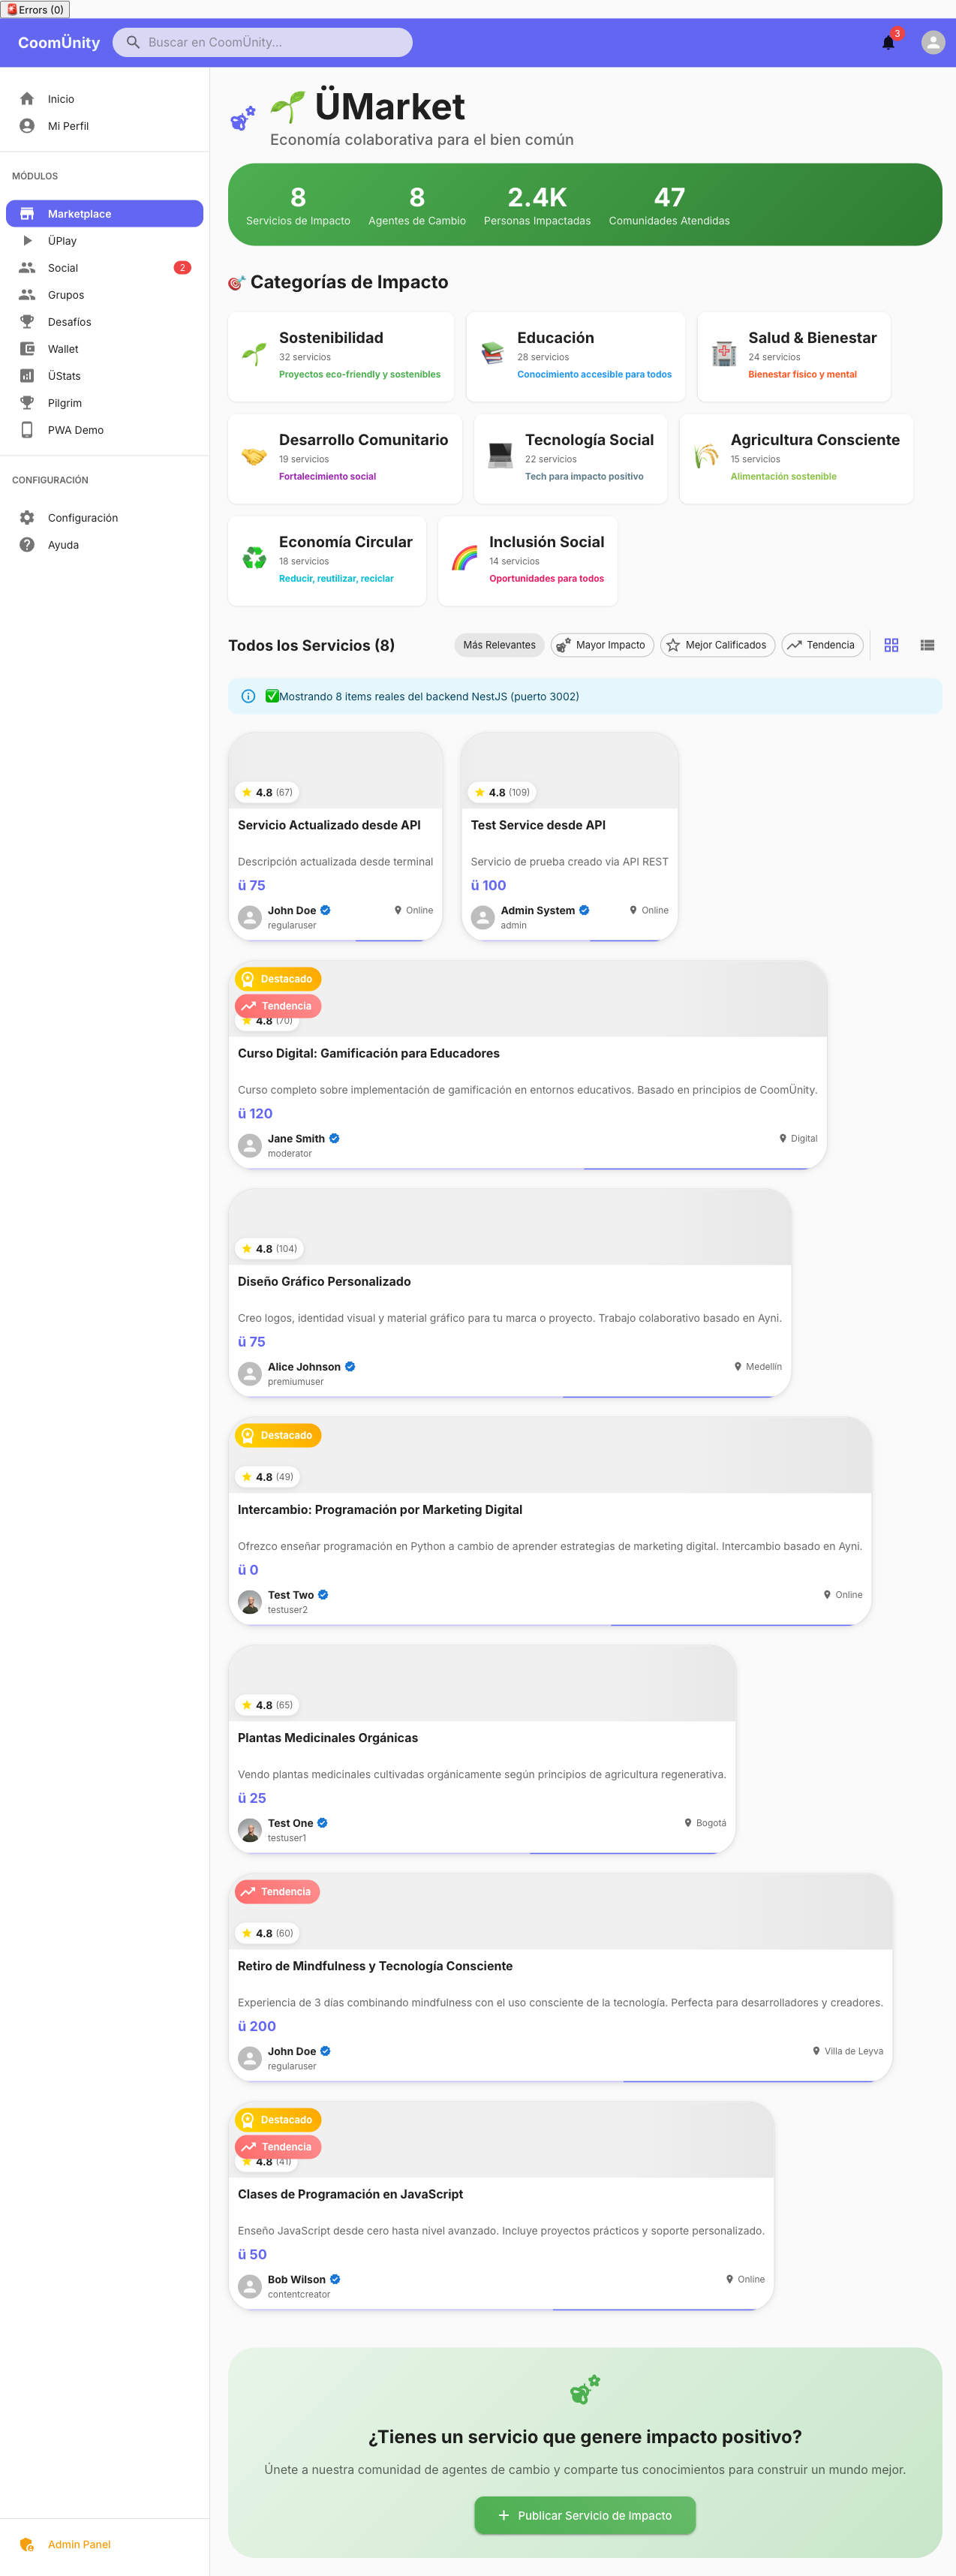 Errors (0)
CoomÜnity
Buscar en CoomÜnity...
3
Inicio
Mi Perfil
MÓDULOS
Marketplace
ÜPlay
Social
2
Grupos
Desafíos
Wallet
ÜStats
Pilgrim
PWA Demo
CONFIGURACIÓN
Configuración
Ayuda
Admin Panel
ÜMarket
Economía colaborativa para el bien común
8
Servicios de Impacto
8
Agentes de Cambio
2.4K
Personas Impactadas
47
Comunidades Atendidas
Categorías de Impacto
Sostenibilidad
32 servicios
Proyectos eco-friendly y sostenibles
Educación
28 servicios
Conocimiento accesible para todos
Salud & Bienestar
24 servicios
Bienestar físico y mental
Desarrollo Comunitario
19 servicios
Fortalecimiento social
Tecnología Social
22 servicios
Tech para impacto positivo
Agricultura Consciente
15 servicios
Alimentación sostenible
Economía Circular
18 servicios
Reducir, reutilizar, reciclar
Inclusión Social
14 servicios
Oportunidades para todos
Todos los Servicios (8)
Más Relevantes
Mayor Impacto
Mejor Calificados
Tendencia
Mostrando 8 items reales del backend NestJS (puerto 3002)
4.8 (67)
Servicio Actualizado desde API
Descripción actualizada desde terminal
ü 75
John Doe
Online
regularuser
4.8 (109)
Test Service desde API
Servicio de prueba creado via API REST
ü 100
Admin System
Online
admin
Destacado
Tendencia
4.8 (70)
Curso Digital: Gamificación para Educadores
Curso completo sobre implementación de gamificación en entornos educativos. Basado en principios de CoomÜnity.
ü 120
Jane Smith
Digital
moderator
4.8 (104)
Diseño Gráfico Personalizado
Creo logos, identidad visual y material gráfico para tu marca o proyecto. Trabajo colaborativo basado en Ayni.
ü 75
Alice Johnson
Medellín
premiumuser
Destacado
4.8 (49)
Intercambio: Programación por Marketing Digital
Ofrezco enseñar programación en Python a cambio de aprender estrategias de marketing digital. Intercambio basado en Ayni.
ü 0
Test Two
Online
testuser2
4.8 (65)
Plantas Medicinales Orgánicas
Vendo plantas medicinales cultivadas orgánicamente según principios de agricultura regenerativa.
ü 25
Test One
Bogotá
testuser1
Tendencia
4.8 (60)
Retiro de Mindfulness y Tecnología Consciente
Experiencia de 3 días combinando mindfulness con el uso consciente de la tecnología. Perfecta para desarrolladores y creadores.
ü 200
John Doe
Villa de Leyva
regularuser
Destacado
Tendencia
4.8 (41)
Clases de Programación en JavaScript
Enseño JavaScript desde cero hasta nivel avanzado. Incluye proyectos prácticos y soporte personalizado.
ü 50
Bob Wilson
Online
contentcreator
¿Tienes un servicio que genere impacto positivo?
Únete a nuestra comunidad de agentes de cambio y comparte tus conocimientos para construir un mundo mejor.
Publicar Servicio de Impacto